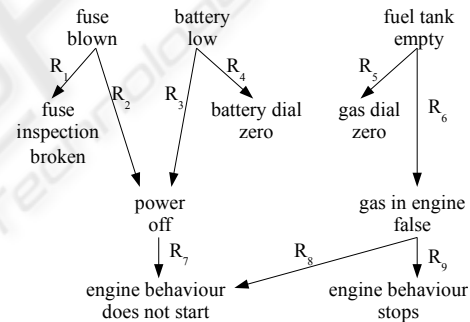 fuse
blown
battery
low
fuel tank
empty
R1
R2
R3
R4
R5
R6
fuse
inspection
broken
battery dial
zero
gas dial
zero
power
off
gas in engine
false
R7
R8
R9
engine behaviour
does not start
engine behaviour
stops
Technolog